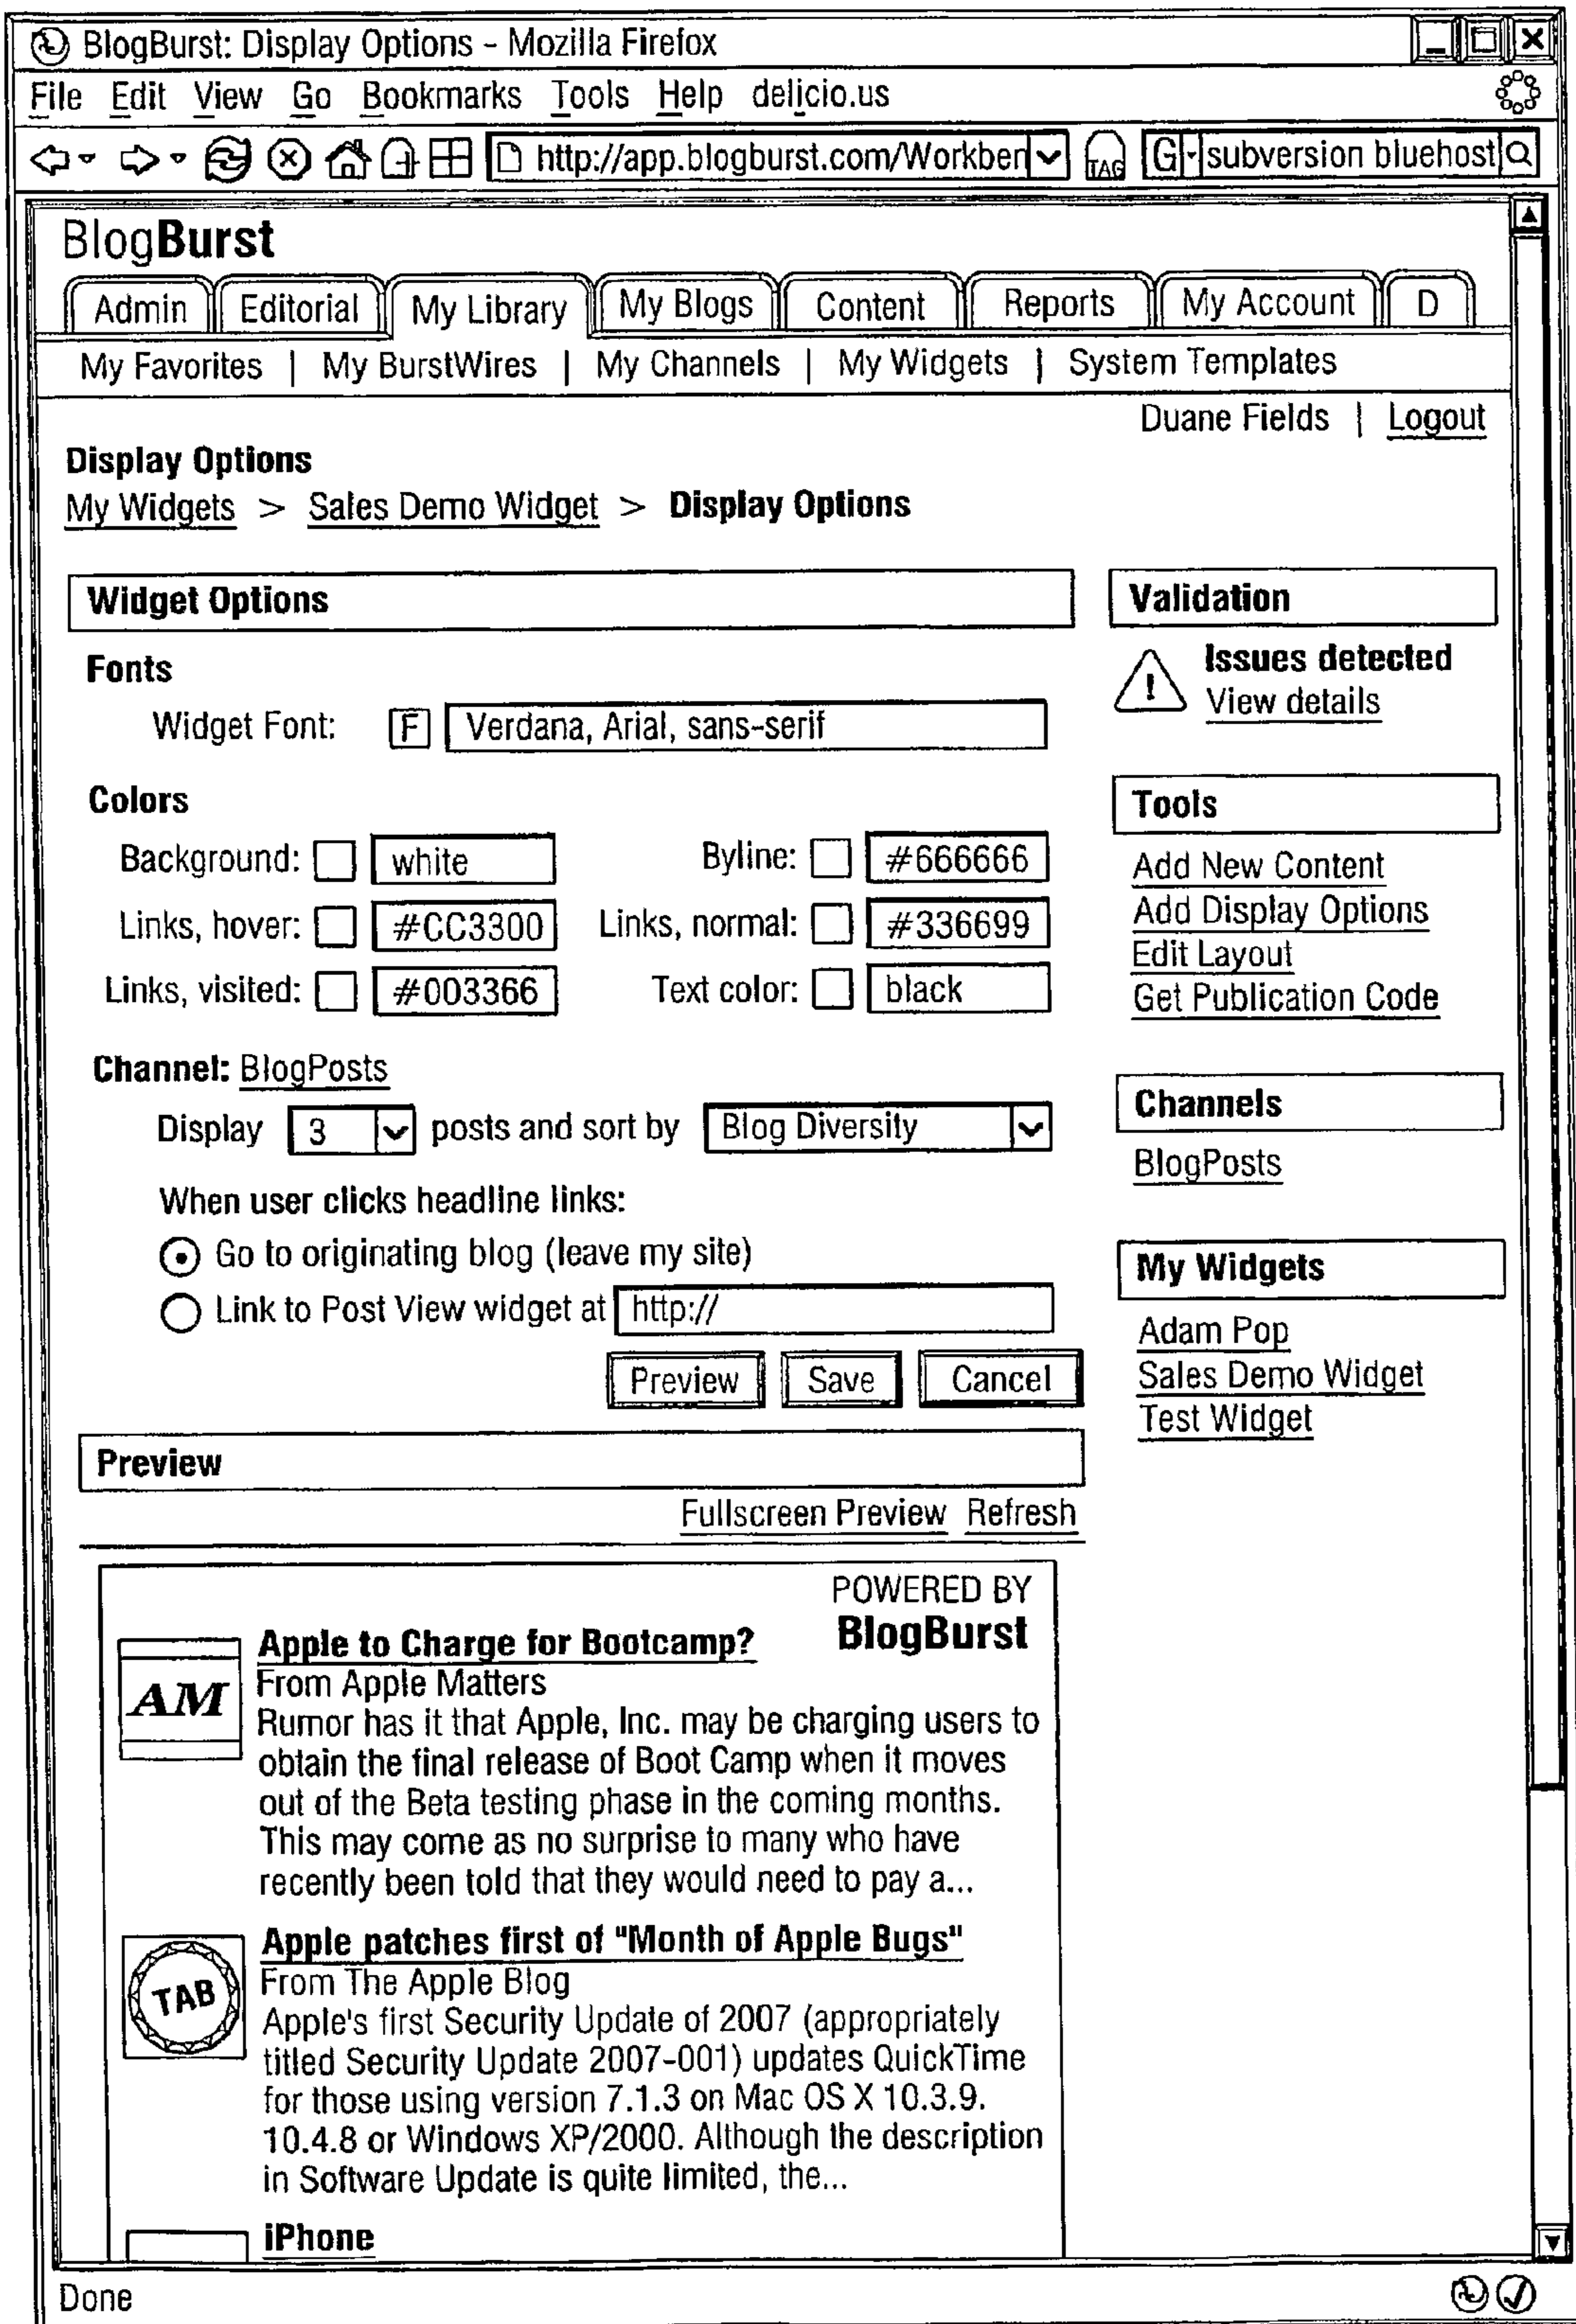 BlogBurst: Display Options - Mozilla Firefox
File Edit View Go Bookmarks Tools Help delicio.us
http://app.blogburst.com/Workben TAG G subversion bluehost
BlogBurst
Admin Editorial My Library My Blogs Content Reports My Account D
My Favorites | My BurstWires | My Channels | My Widgets | System Templates
Duane Fields | Logout
Display Options
My Widgets > Sales Demo Widget > Display Options
Widget Options
Fonts
Widget Font: F Verdana, Arial, sans-serif
Colors
Background: white Byline: #666666
Links, hover: #CC3300 Links, normal: #336699
Links, visited: #003366 Text color: black
Channel: BlogPosts
Display 3 posts and sort by Blog Diversity
When user clicks headline links:
Go to originating blog (leave my site)
Link to Post View widget at http://
Preview Save Cancel
Validation
Issues detected
View details
Tools
Add New Content
Add Display Options
Edit Layout
Get Publication Code
Channels
BlogPosts
My Widgets
Adam Pop
Sales Demo Widget
Test Widget
Preview
Fullscreen Preview Refresh
POWERED BY
BlogBurst
AM
Apple to Charge for Bootcamp?
From Apple Matters
Rumor has it that Apple, Inc. may be charging users to
obtain the final release of Boot Camp when it moves
out of the Beta testing phase in the coming months.
This may come as no surprise to many who have
recently been told that they would need to pay a...
TAB
Apple patches first of "Month of Apple Bugs"
From The Apple Blog
Apple's first Security Update of 2007 (appropriately
titled Security Update 2007-001) updates QuickTime
for those using version 7.1.3 on Mac OS X 10.3.9.
10.4.8 or Windows XP/2000. Although the description
in Software Update is quite limited, the...
iPhone
Done